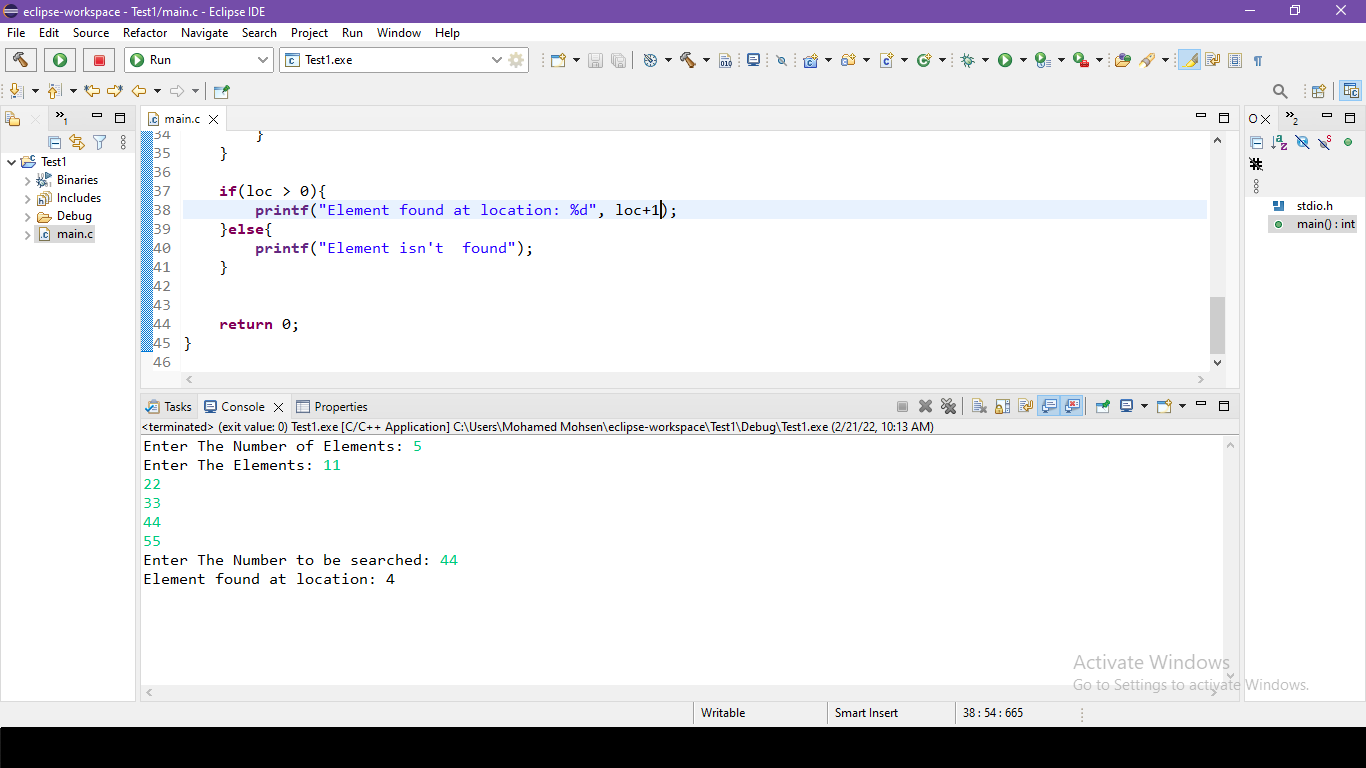 eclipse-workspace - Test1/main.c - Eclipse IDE
File Edit Source Refactor Navigate Search Project Run Window Help
Run
Test1.exe
010
»1
main.c
O
»2
Test1
Binaries
Includes
Debug
main.c
34         }
35     }
36
37     if(loc > 0){
38         printf("Element found at location: %d", loc+1);
39     }else{
40         printf("Element isn't  found");
41     }
42
43
44     return 0;
45 }
46
stdio.h
main() : int
Tasks Console Properties
<terminated> (exit value: 0) Test1.exe [C/C++ Application] C:\Users\Mohamed Mohsen\eclipse-workspace\Test1\Debug\Test1.exe (2/21/22, 10:13 AM)
Enter The Number of Elements: 5
Enter The Elements: 11
22
33
44
55
Enter The Number to be searched: 44
Element found at location: 4
Activate Windows
Go to Settings to activate Windows.
Writable
Smart Insert
38 : 54 : 665